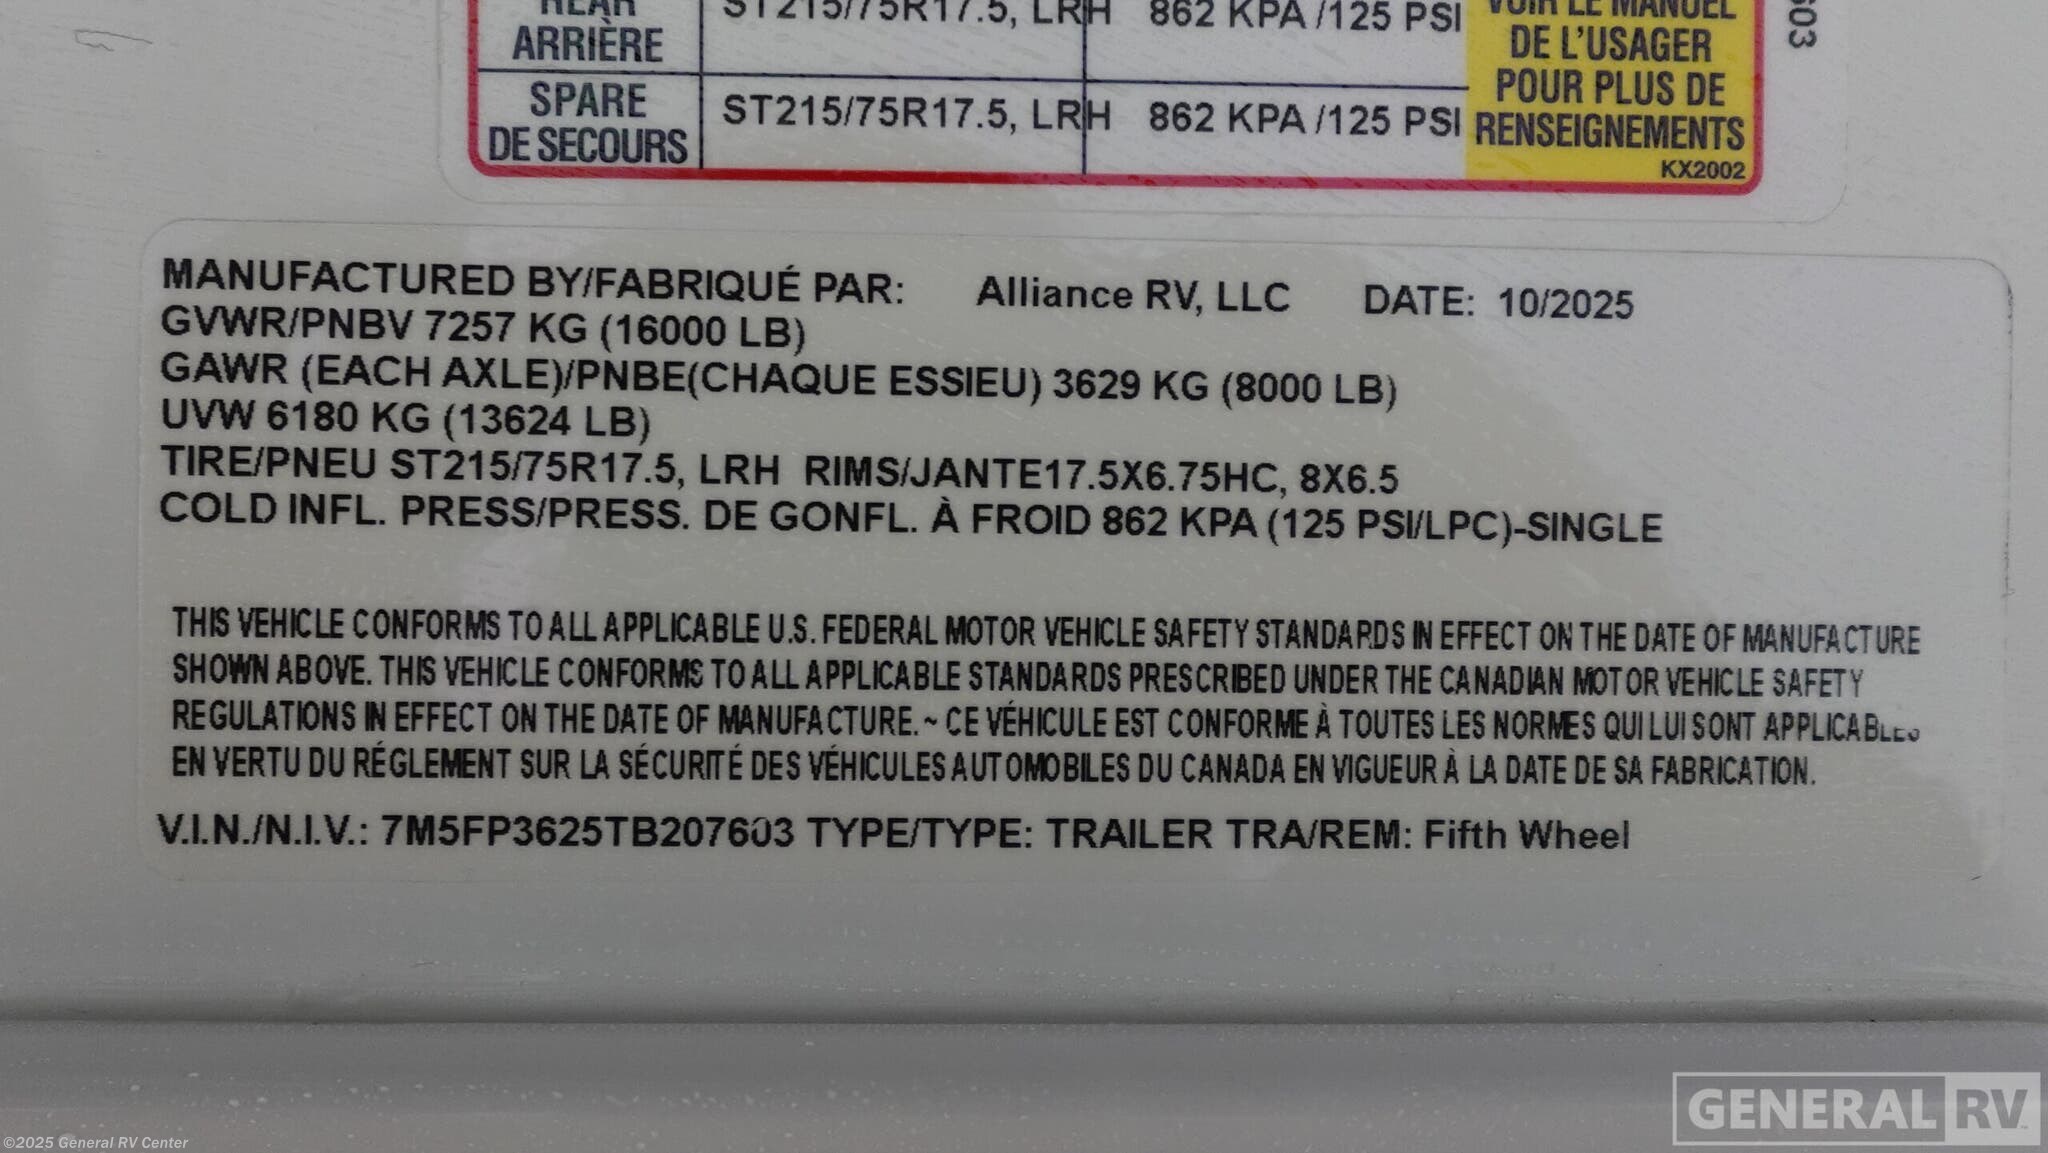 REAR
ARRIÈRE
ST215/75R17.5, LRH 862 KPA /125 PSI
SPARE
DE SECOURS
ST215/75R17.5, LRH 862 KPA /125 PSI
VOIR LE MANUEL
DE L'USAGER
POUR PLUS DE
RENSEIGNEMENTS
KX2002
603
MANUFACTURED BY/FABRIQUÉ PAR: Alliance RV, LLC DATE: 10/2025
GVWR/PNBV 7257 KG (16000 LB)
GAWR (EACH AXLE)/PNBE(CHAQUE ESSIEU) 3629 KG (8000 LB)
UVW 6180 KG (13624 LB)
TIRE/PNEU ST215/75R17.5, LRH RIMS/JANTE17.5X6.75HC, 8X6.5
COLD INFL. PRESS/PRESS. DE GONFL. À FROID 862 KPA (125 PSI/LPC)-SINGLE
THIS VEHICLE CONFORMS TO ALL APPLICABLE U.S. FEDERAL MOTOR VEHICLE SAFETY STANDARDS IN EFFECT ON THE DATE OF MANUFACTURE
SHOWN ABOVE. THIS VEHICLE CONFORMS TO ALL APPLICABLE STANDARDS PRESCRIBED UNDER THE CANADIAN MOTOR VEHICLE SAFETY
REGULATIONS IN EFFECT ON THE DATE OF MANUFACTURE. ~ CE VÉHICULE EST CONFORME À TOUTES LES NORMES QUI LUI SONT APPLICABLES
EN VERTU DU RÉGLEMENT SUR LA SÉCURITÉ DES VÉHICULES AUTOMOBILES DU CANADA EN VIGUEUR À LA DATE DE SA FABRICATION.
V.I.N./N.I.V.: 7M5FP3625TB207603 TYPE/TYPE: TRAILER TRA/REM: Fifth Wheel
GENERAL RV
©2025 General RV Center